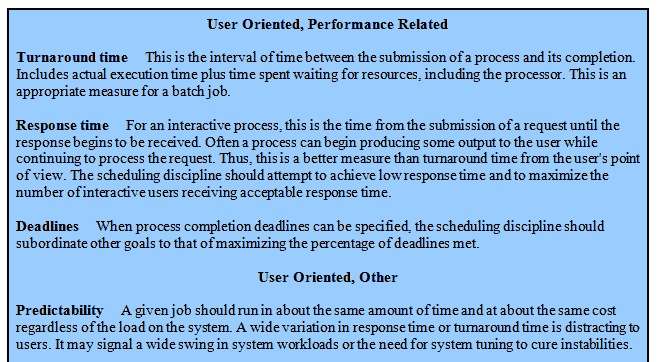 User Oriented, Performance Related
Turnaround time This is the interval of time between the submission of a process and its completion.
Includes actual execution time plus time spent waiting for resources, including the processor. This is an
appropriate measure for a batch job.
Response time For an interactive process, this is the time from the submission of a request until the
response begins to be received. Often a process can begin producing some output to the user while
continuing to process the request. Thus, this is a better measure than turnaround time from the user's point
of view. The scheduling discipline should attempt to achieve low response time and to maximize the
number of interactive users receiving acceptable response time.
Deadlines When process completion deadlines can be specified, the scheduling discipline should
subordinate other goals to that of maximizing the percentage of deadlines met.
User Oriented, Other
Predictability A given job should run in about the same amount of time and at about the same cost
regardless of the load on the system. A wide variation in response time or turnaround time is distracting to
users. It may signal a wide swing in system workloads or the need for system tuning to cure instabilities.